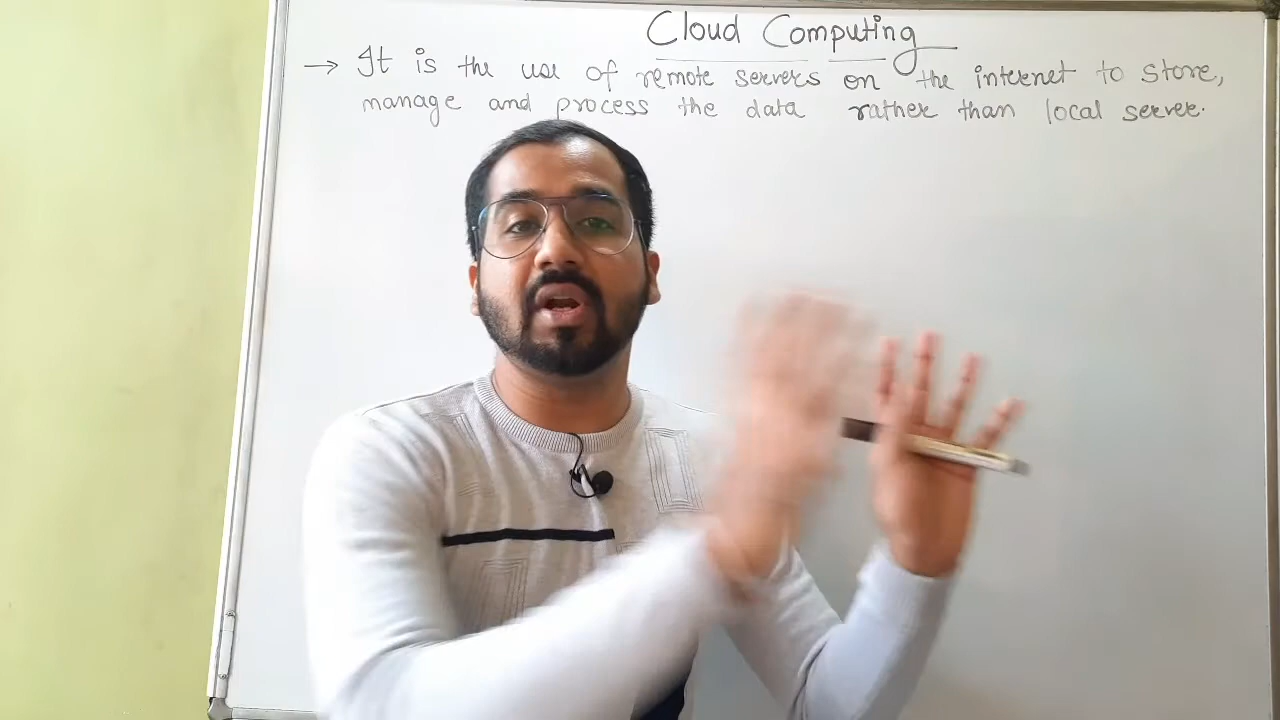 Cloud Computing
→ It is the use of remote servers on the internet to store,
manage and process the data rather than local server.